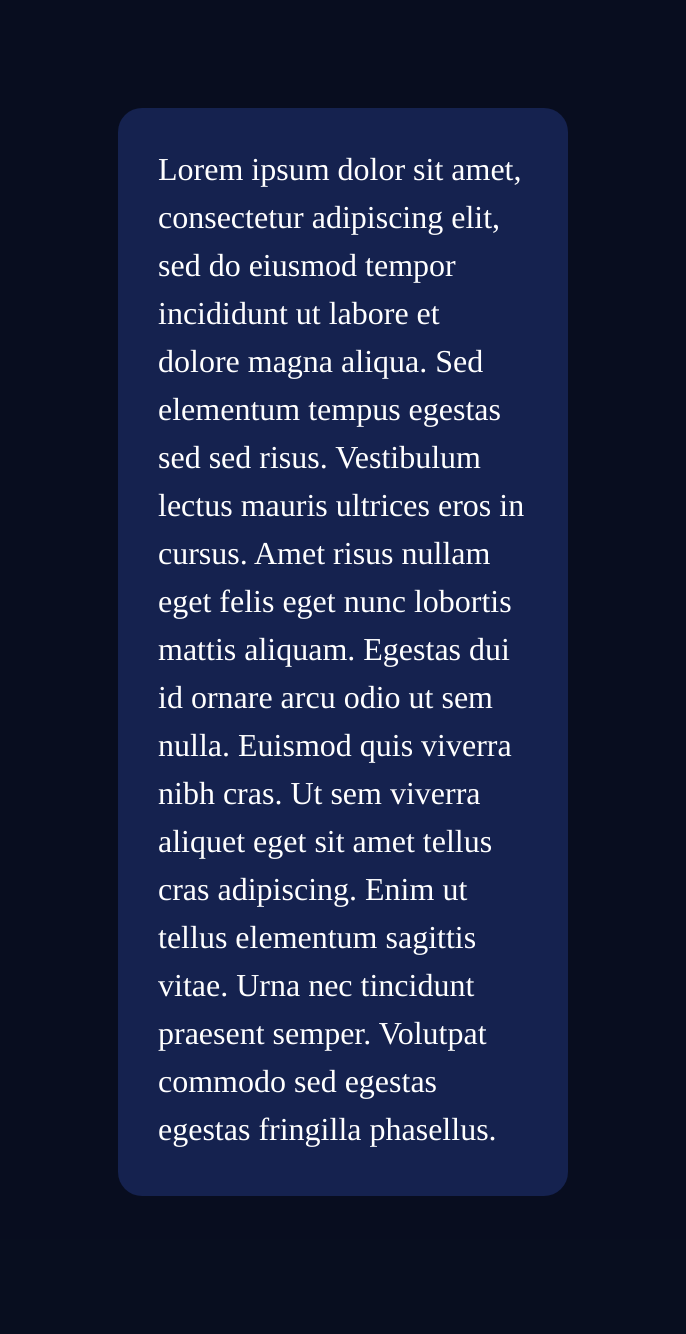 Lorem ipsum dolor sit amet,
consectetur adipiscing elit,
sed do eiusmod tempor
incididunt ut labore et
dolore magna aliqua. Sed
elementum tempus egestas
sed sed risus. Vestibulum
lectus mauris ultrices eros in
cursus. Amet risus nullam
eget felis eget nunc lobortis
mattis aliquam. Egestas dui
id ornare arcu odio ut sem
nulla. Euismod quis viverra
nibh cras. Ut sem viverra
aliquet eget sit amet tellus
cras adipiscing. Enim ut
tellus elementum sagittis
vitae. Urna nec tincidunt
praesent semper. Volutpat
commodo sed egestas
egestas fringilla phasellus.